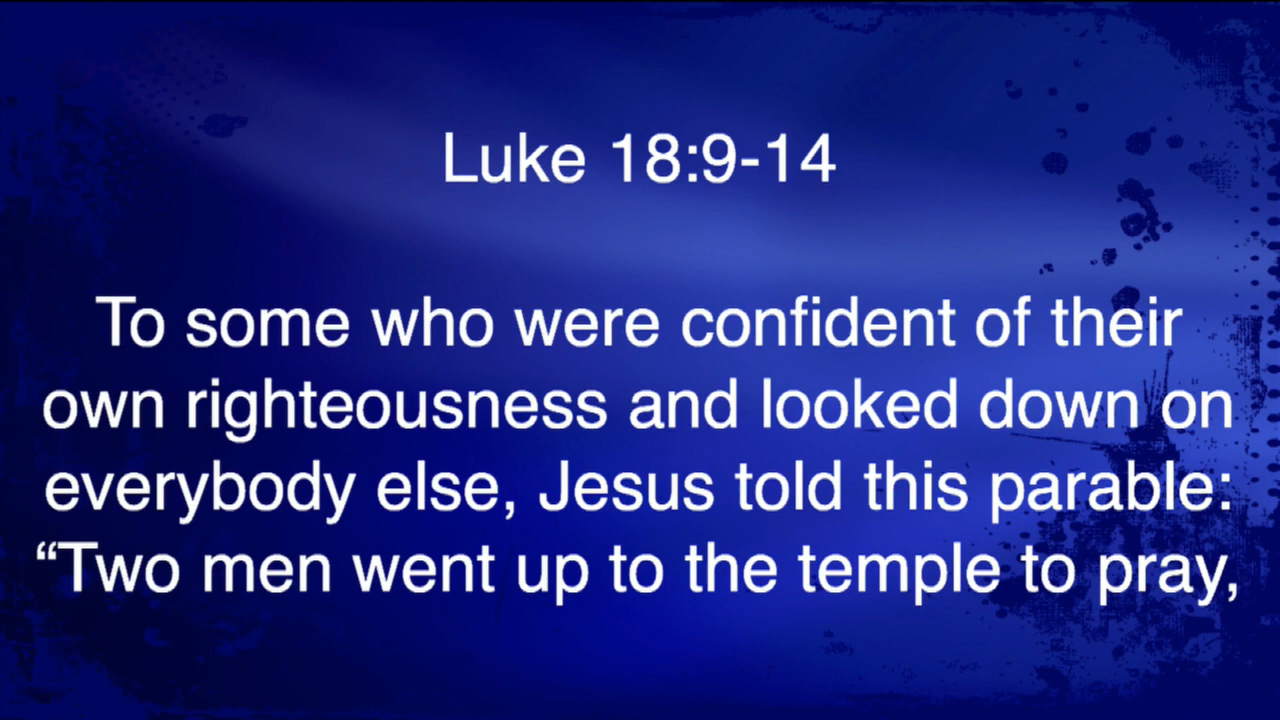 Luke 18:9-14
To some who were confident of their
own righteousness and looked down on
everybody else, Jesus told this parable:
“Two men went up to the temple to pray,